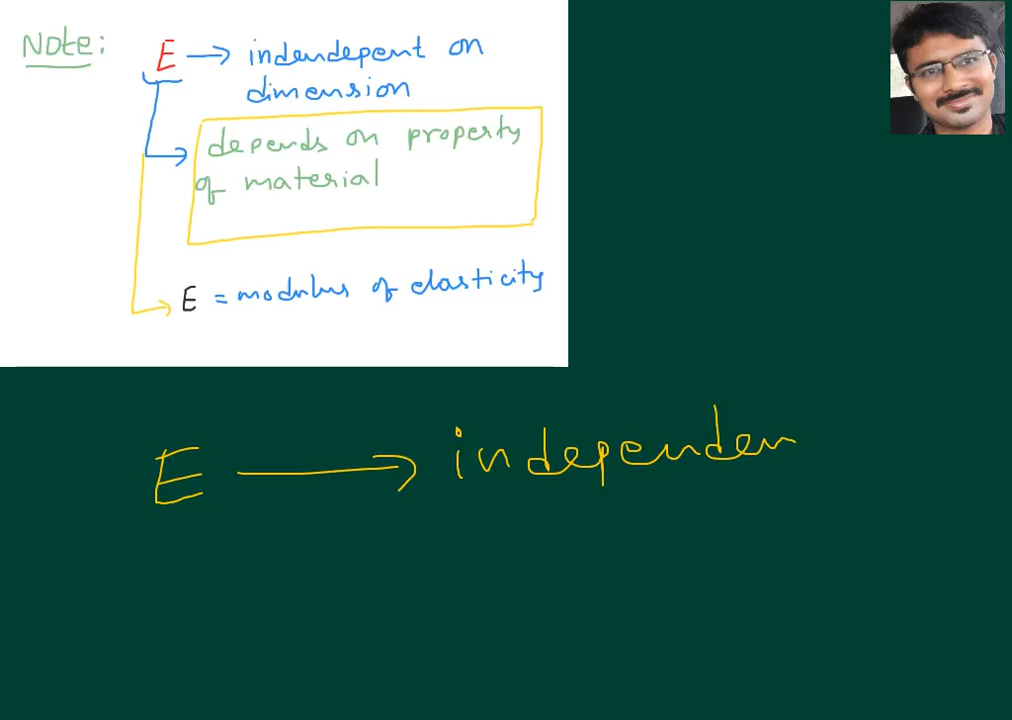 Note: E → indendepent on
dimension
depends on property
of material
E = modulus of elasticity
E → independen